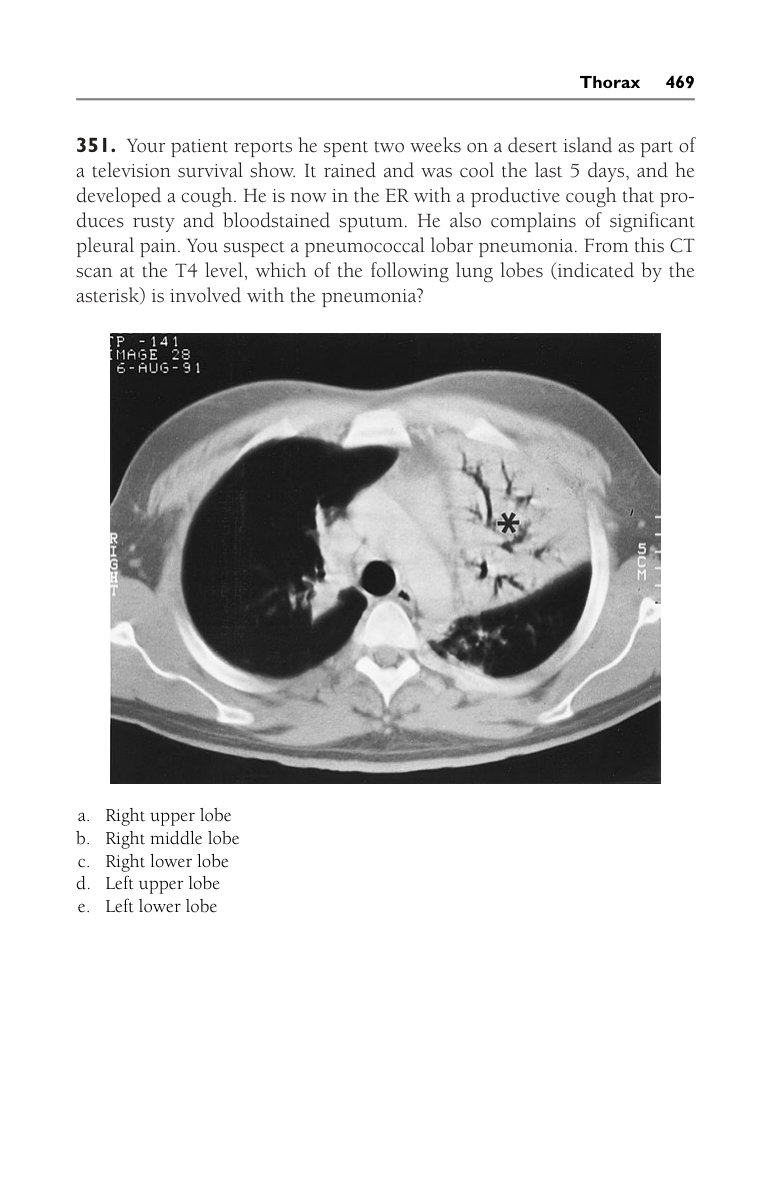 Thorax 469
351. Your patient reports he spent two weeks on a desert island as part of
a television survival show. It rained and was cool the last 5 days, and he
developed a cough. He is now in the ER with a productive cough that pro-
duces rusty and bloodstained sputum. He also complains of significant
pleural pain. You suspect a pneumococcal lobar pneumonia. From this CT
scan at the T4 level, which of the following lung lobes (indicated by the
asterisk) is involved with the pneumonia?
TP -141
IMAGE 28
6-AUG-91
RIGHT
5CM
*
a. Right upper lobe
b. Right middle lobe
c. Right lower lobe
d. Left upper lobe
e. Left lower lobe